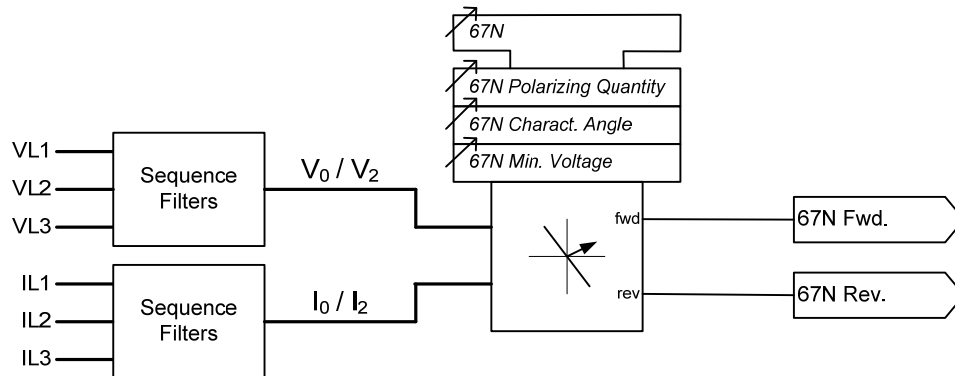 67N
67N Polarizing Quantity
67N Charact. Angle
67N Min. Voltage
VL1
VL2
VL3
Sequence
Filters
V0 / V2
IL1
IL2
IL3
Sequence
Filters
I0 / I2
fwd
rev
67N Fwd.
67N Rev.